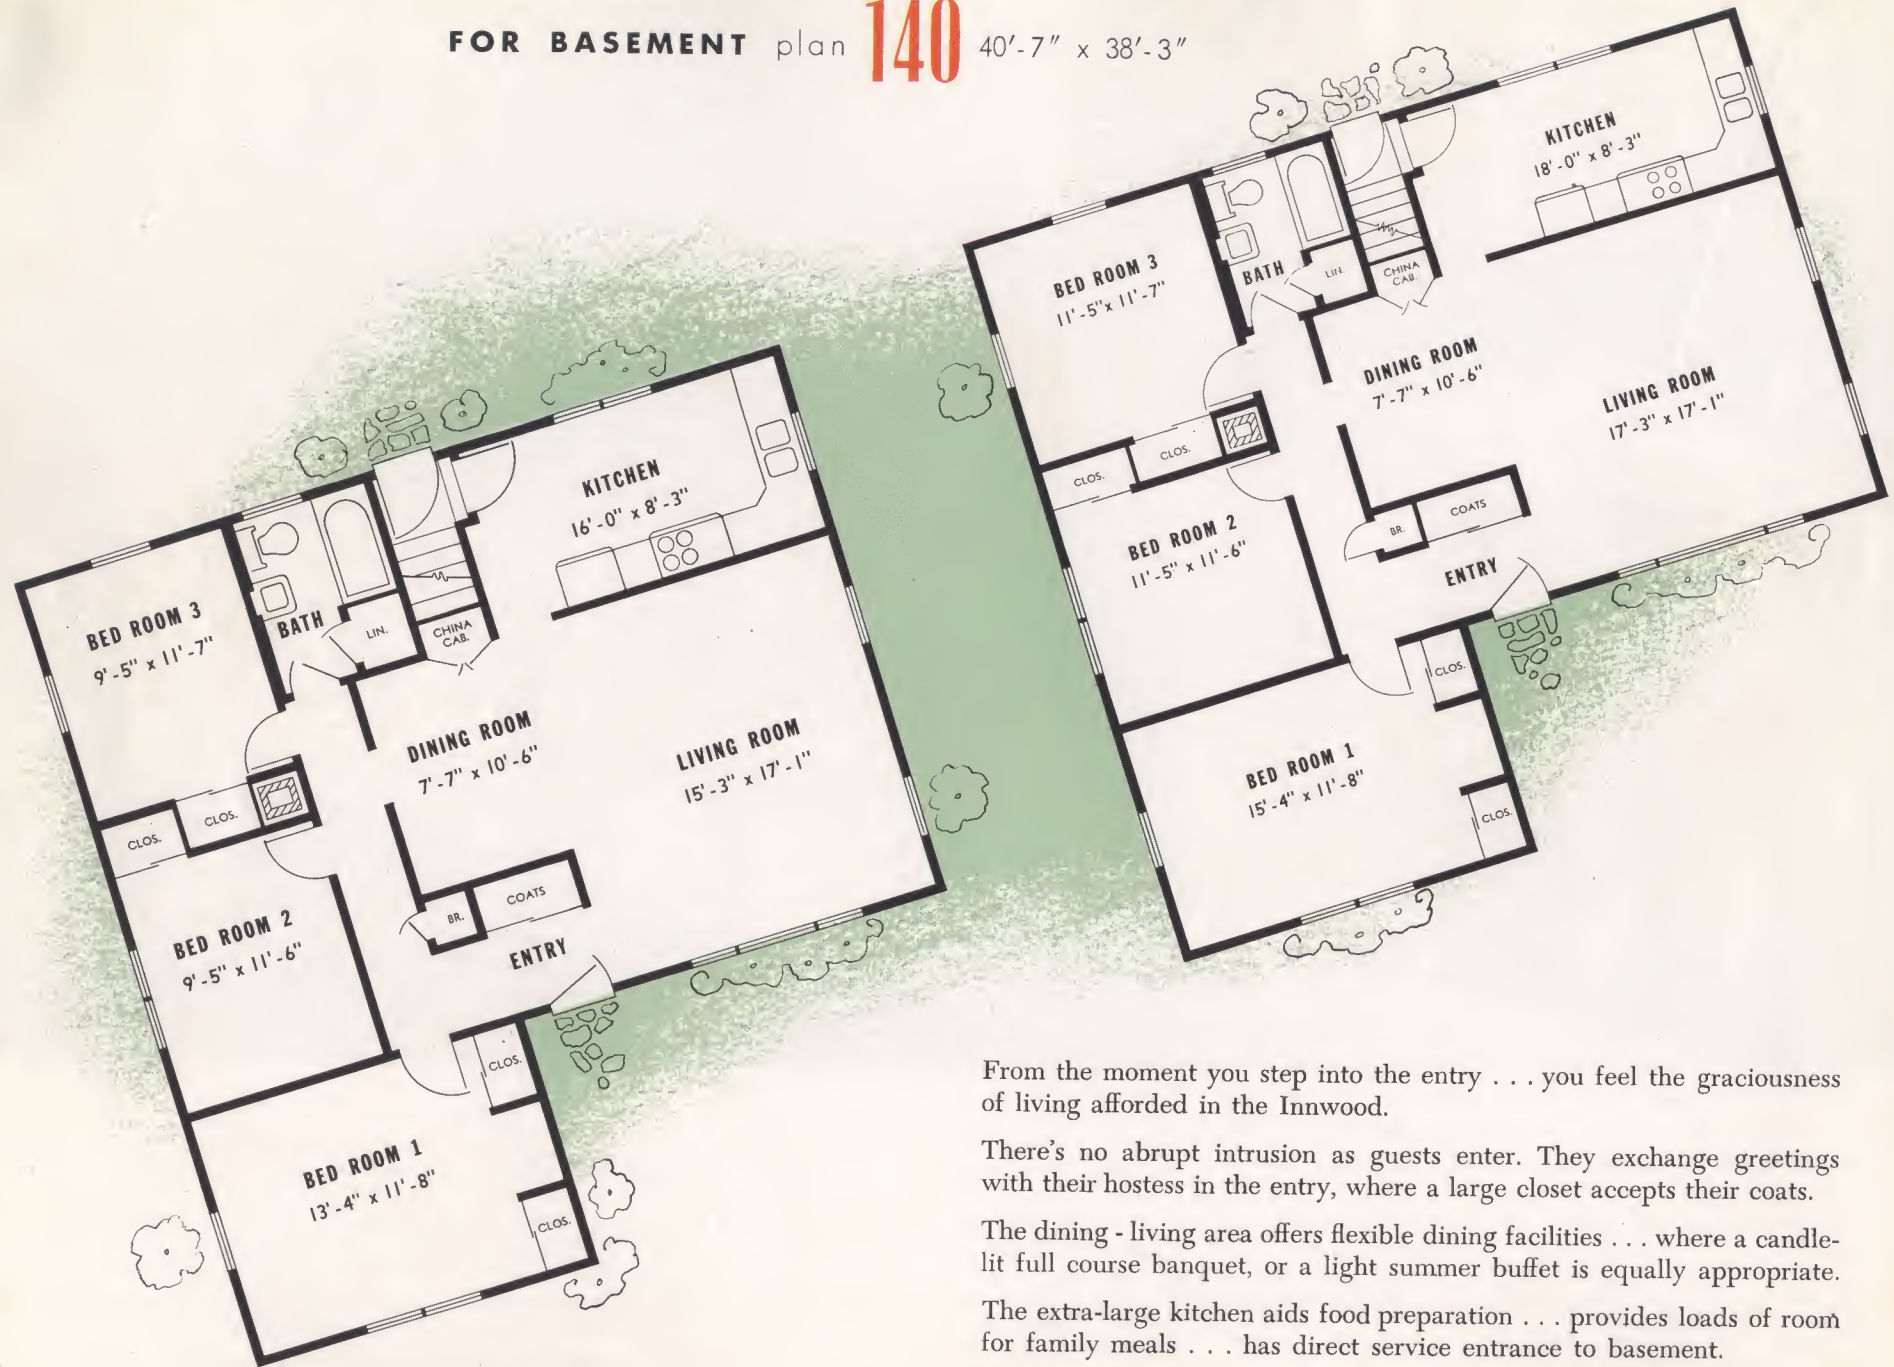 FOR BASEMENT plan 140 40'-7" x 38'-3"
KITCHEN
16'-0" x 8'-3"
BED ROOM 3
9'-5" x 11'-7"
BATH
LIN.
CHINA
CAB.
DINING ROOM
7'-7" x 10'-6"
LIVING ROOM
15'-3" x 17'-1"
CLOS.
CLOS.
BED ROOM 2
9'-5" x 11'-6"
BR.
COATS
ENTRY
CLOS.
BED ROOM 1
13'-4" x 11'-8"
CLOS.
KITCHEN
18'-0" x 8'-3"
BED ROOM 3
11'-5" x 11'-7"
BATH
LIN.
CHINA
CAB.
DINING ROOM
7'-7" x 10'-6"
LIVING ROOM
17'-3" x 17'-1"
CLOS.
CLOS.
BED ROOM 2
11'-5" x 11'-6"
BR.
COATS
ENTRY
CLOS.
BED ROOM 1
15'-4" x 11'-8"
CLOS.
From the moment you step into the entry . . . you feel the graciousness
of living afforded in the Innwood.
There's no abrupt intrusion as guests enter. They exchange greetings
with their hostess in the entry, where a large closet accepts their coats.
The dining - living area offers flexible dining facilities . . . where a candle-
lit full course banquet, or a light summer buffet is equally appropriate.
The extra-large kitchen aids food preparation . . . provides loads of room
for family meals . . . has direct service entrance to basement.